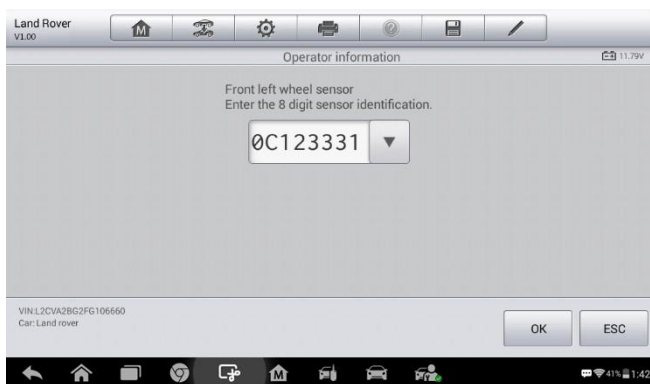 Land Rover
V1.00
Operator information
11.79V
Front left wheel sensor
Enter the 8 digit sensor identification.
0C123331
VIN:L2CVA2BG2FG106660
Car: Land rover
OK
ESC
41% 1:42